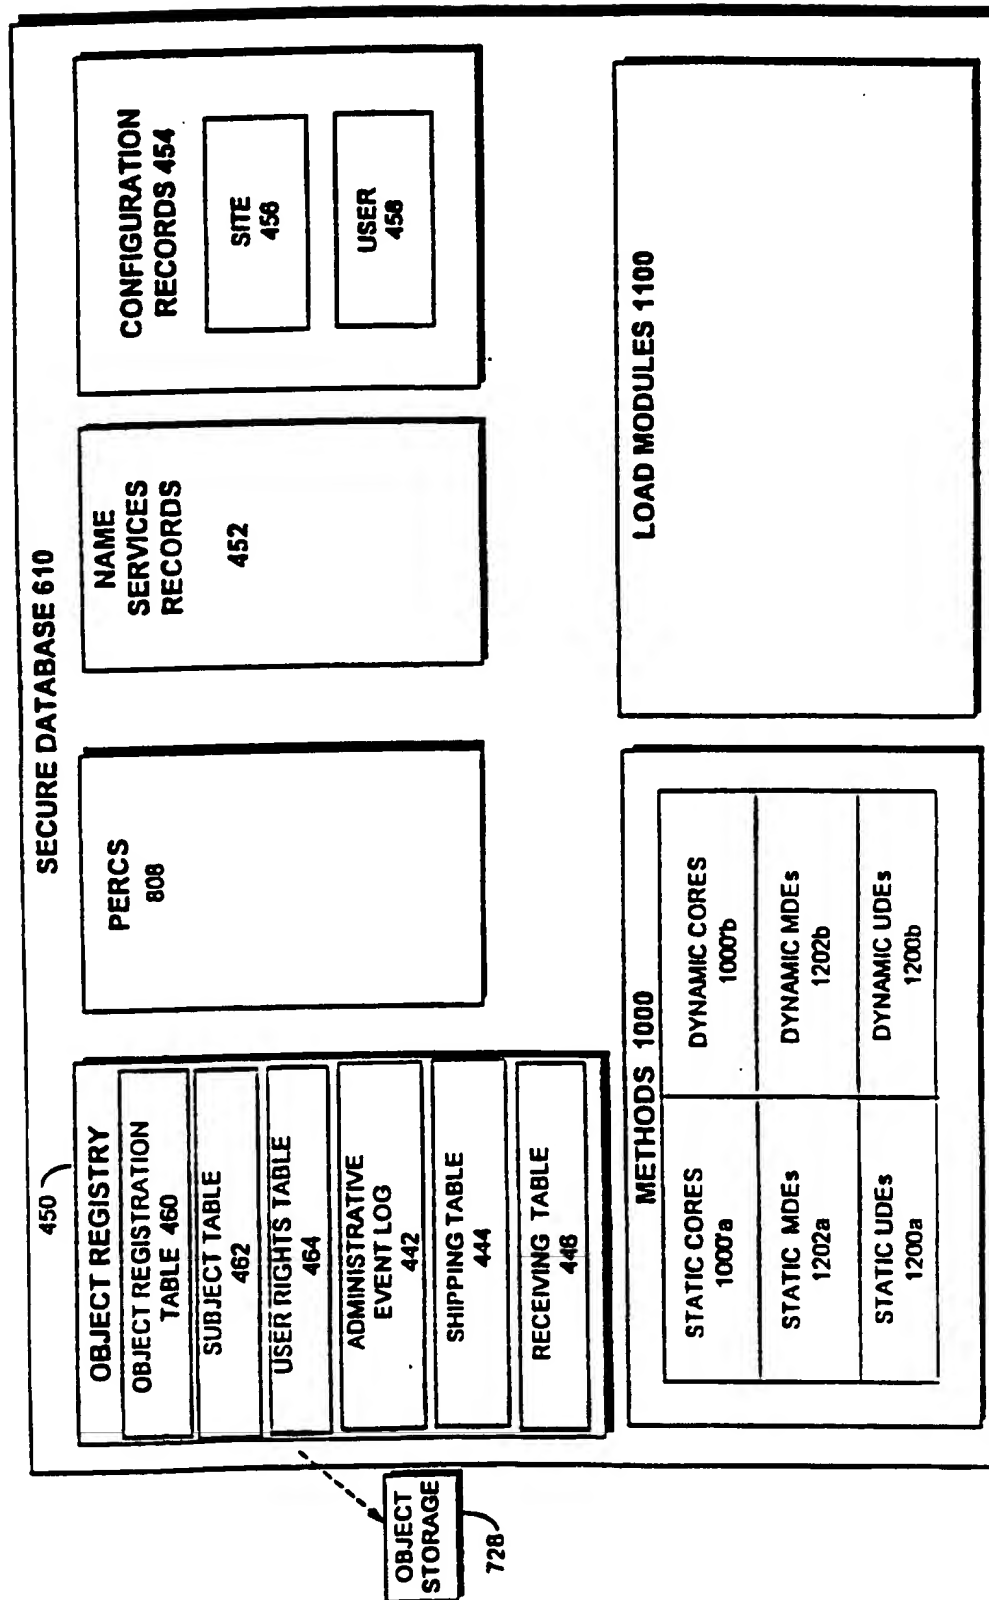 SECURE DATABASE 610
450
OBJECT REGISTRY
OBJECT REGISTRATION
TABLE 460
SUBJECT TABLE
462
USER RIGHTS TABLE
464
ADMINISTRATIVE
EVENT LOG
442
SHIPPING TABLE
444
RECEIVING TABLE
446
OBJECT
STORAGE
728
PERCS
808
NAME
SERVICES
RECORDS
452
CONFIGURATION
RECORDS 454
SITE
456
USER
458
METHODS 1000
STATIC CORES
1000'a
DYNAMIC CORES
1000'b
STATIC MDEs
1202a
DYNAMIC MDEs
1202b
STATIC UDEs
1200a
DYNAMIC UDEs
1200b
LOAD MODULES 1100